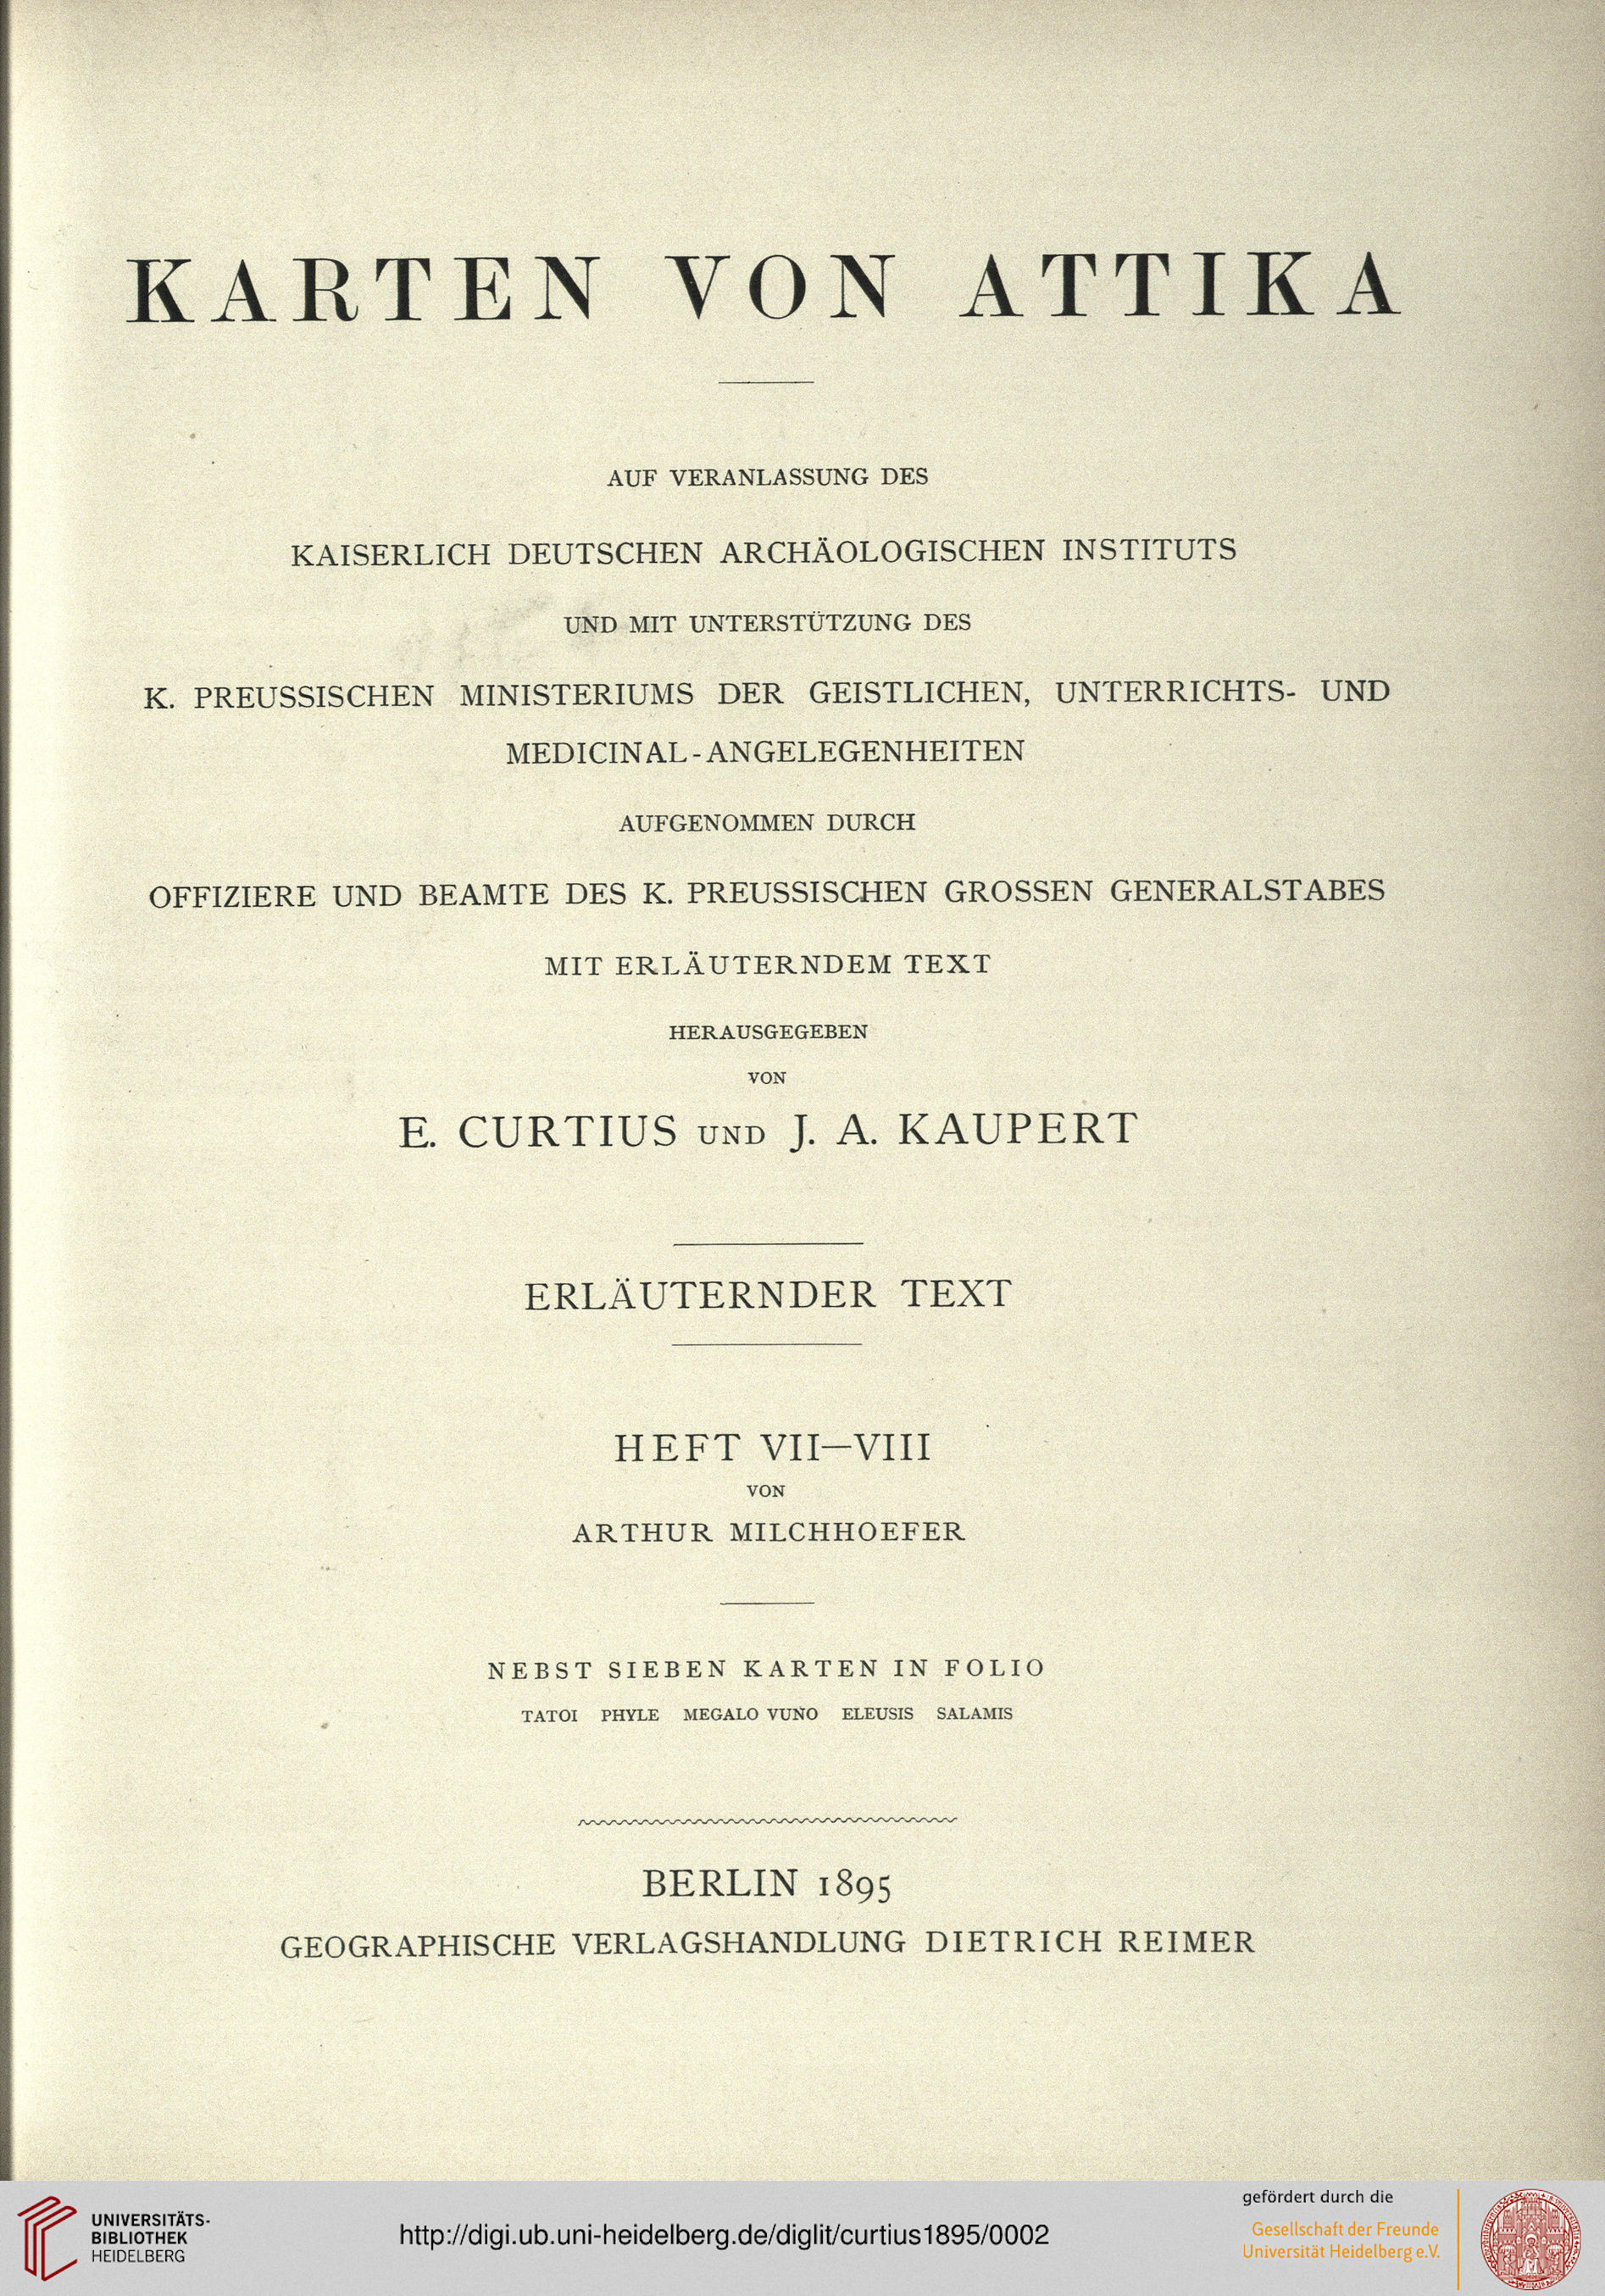 KARTEN VON ATTIKA
AUF VERANLASSUNG DES
KAISERLICH DEUTSCHEN ARCHÄOLOGISCHEN INSTITUTS
UND MIT UNTERSTÜTZUNG DES
K. PREUSSISCHEN MINISTERIUMS DER GEISTLICHEN, UNTERRICHTS- UND
MEDICINAL-ANGELEGENHEITEN
AUFGENOMMEN DURCH
OFFIZIERE UND BEAMTE DES K. PREUSSISCHEN GROSSEN GENERALSTABES
MIT ERLÄUTERNDEM TEXT
HERAUSGEGEBEN
VON
E. CURTIUS UND J. A. KAUPERT
ERLÄUTERNDER TEXT
HEFT VII—VIII
VON
ARTHUR MILCHHOEFER
NEBST SIEBEN KARTEN IN FOLIO
TATOI PHYLE MEGALO VUNO ELEUSIS SALAMIS
BERLIN 1895
GEOGRAPHISCHE VERLAGSHANDLUNG DIETRICH REIMER
UNIVERSITÄTS-
BIBLIOTHEK
HEIDELBERG
http://digi.ub.uni-heidelberg.de/diglit/curtius1895/0002
gefördert durch die
Gesellschaft der Freunde
Universität Heidelberg e.V.